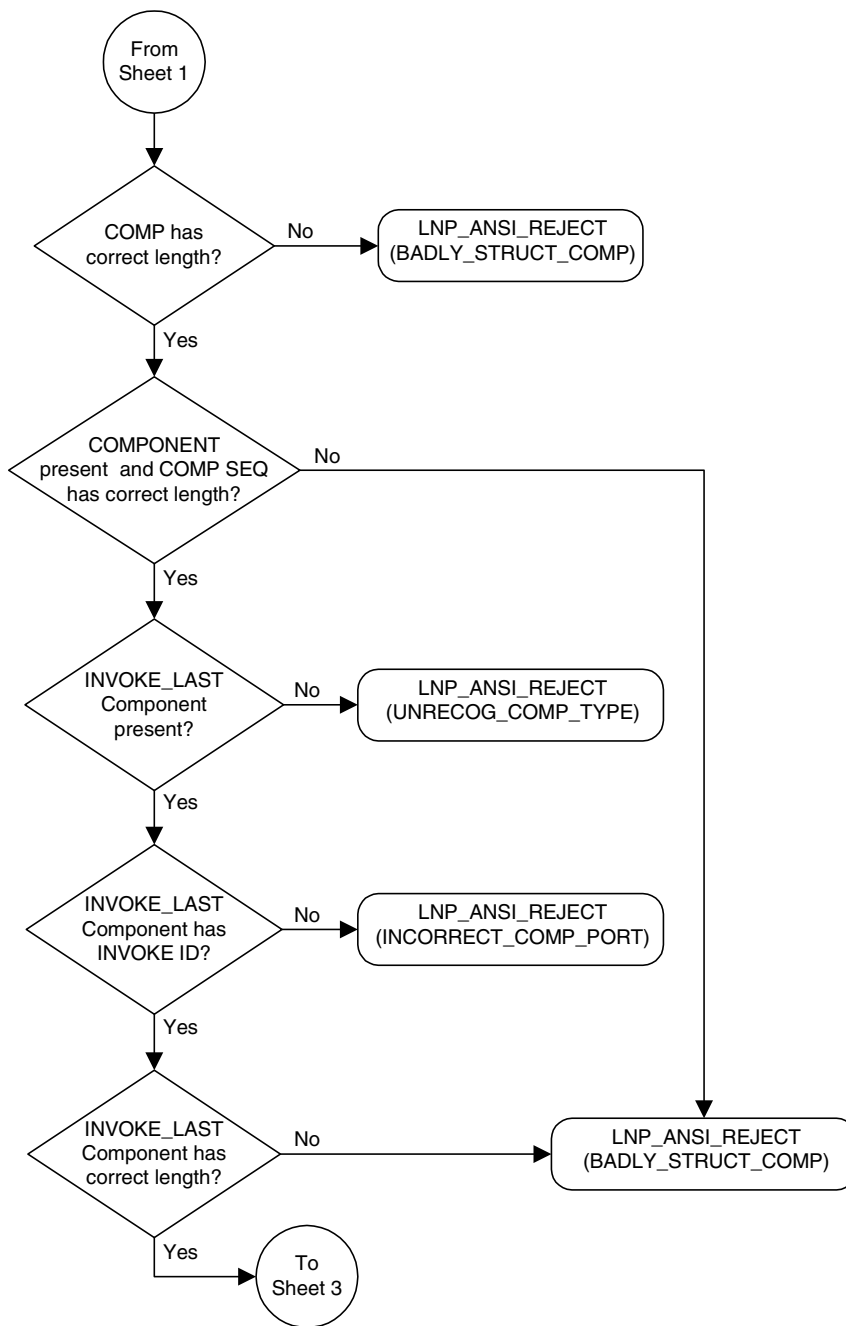 From
Sheet 1
COMP has
correct length?
No
LNP_ANSI_REJECT
(BADLY_STRUCT_COMP)
Yes
COMPONENT
present and COMP SEQ
has correct length?
No
Yes
INVOKE_LAST
Component
present?
No
LNP_ANSI_REJECT
(UNRECOG_COMP_TYPE)
Yes
INVOKE_LAST
Component has
INVOKE ID?
No
LNP_ANSI_REJECT
(INCORRECT_COMP_PORT)
Yes
INVOKE_LAST
Component has
correct length?
No
LNP_ANSI_REJECT
(BADLY_STRUCT_COMP)
Yes
To
Sheet 3